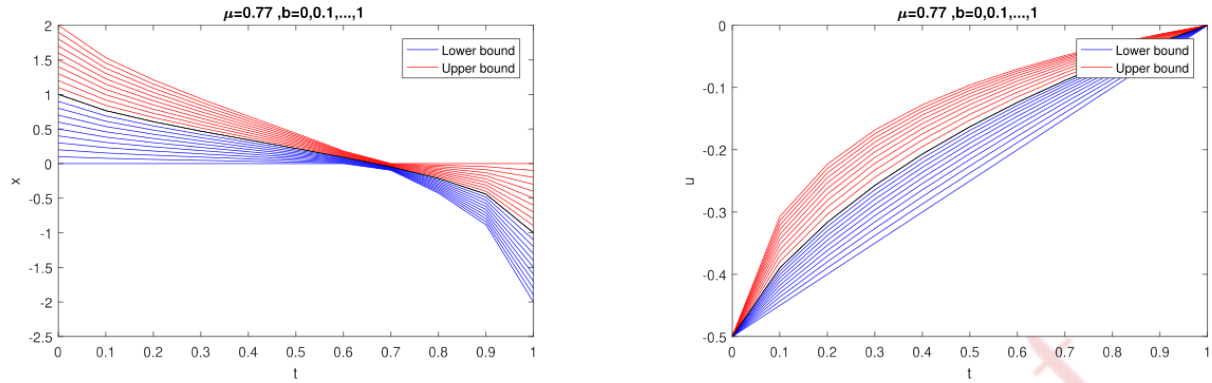 μ=0.77 ,b=0,0.1,...,1
2
1.5
1
0.5
0
-0.5
-1
-1.5
-2
-2.5
x
Lower bound
Upper bound
0 0.1 0.2 0.3 0.4 0.5 0.6 0.7 0.8 0.9 1
t
μ=0.77 ,b=0,0.1,...,1
0
-0.1
-0.2
-0.3
-0.4
-0.5
u
Lower bound
Upper bound
0 0.1 0.2 0.3 0.4 0.5 0.6 0.7 0.8 0.9 1
t